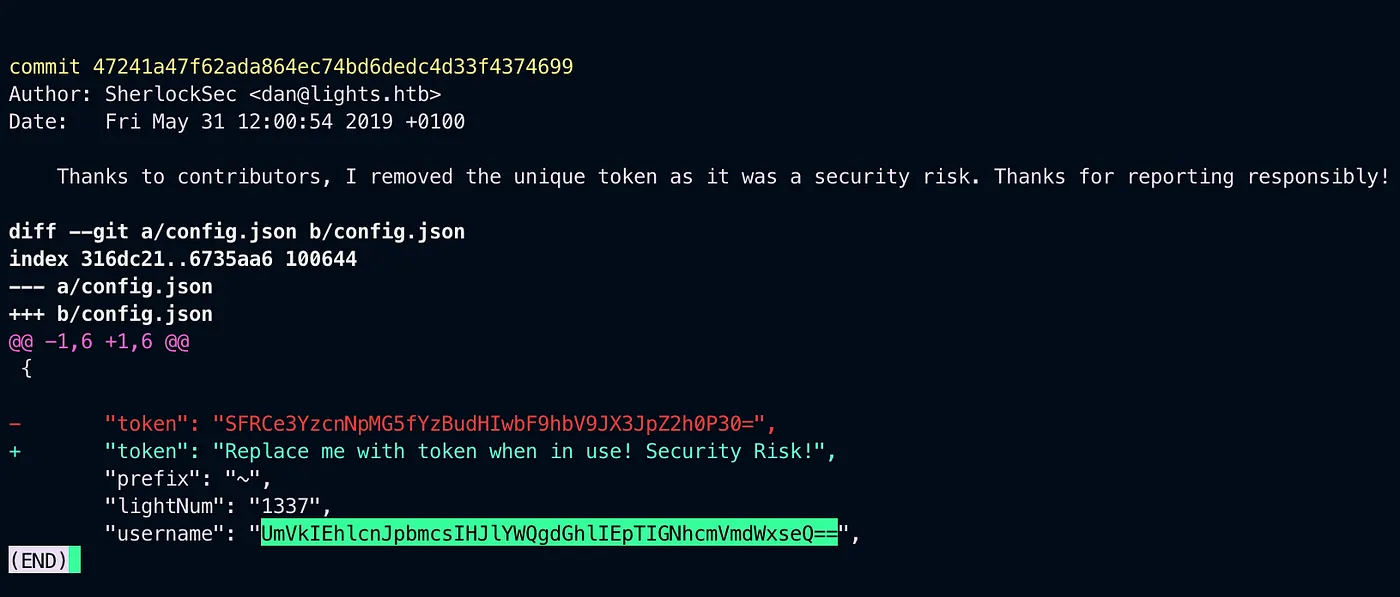 commit 47241a47f62ada864ec74bd6dedc4d33f4374699
Author: SherlockSec <dan@lights.htb>
Date:   Fri May 31 12:00:54 2019 +0100
    Thanks to contributors, I removed the unique token as it was a security risk. Thanks for reporting responsibly!
diff --git a/config.json b/config.json
index 316dc21..6735aa6 100644
--- a/config.json
+++ b/config.json
@@ -1,6 +1,6 @@
 {
-       "token": "SFRCe3YzcnNpMG5fYzBudHIwbF9hbV9JX3JpZ2h0P30=",
+       "token": "Replace me with token when in use! Security Risk!",
        "prefix": "~",
        "lightNum": "1337",
        "username": "UmVkIEhlcnJpbmcsIHJlYWQgdGhlIEpTIGNhcmVmdWxseQ==",
(END)